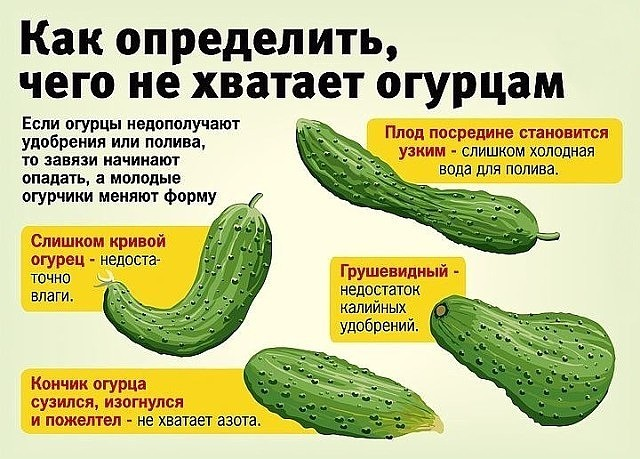 Как определить,
чего не хватает огурцам
Если огурцы недополучают
удобрения или полива,
то завязи начинают
опадать, а молодые
огурчики меняют форму
Плод посредине становится
узким - слишком холодная
вода для полива.
Слишком кривой
огурец - недоста-
точно
влаги.
Грушевидный -
недостаток
калийных
удобрений.
Кончик огурца
сузился, изогнулся
и пожелтел - не хватает азота.